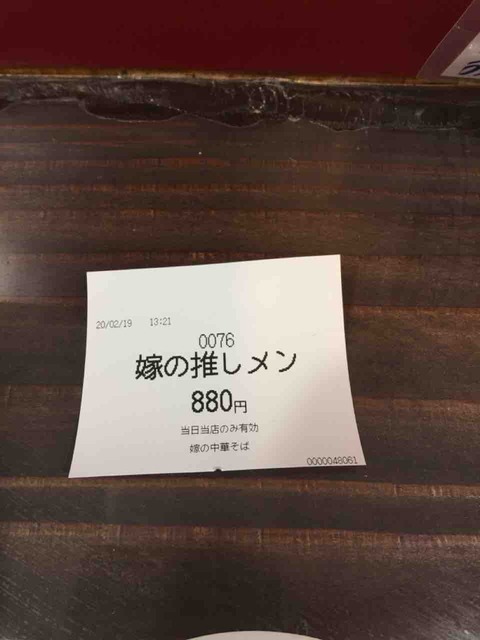 20/02/19 13:21
0076
嫁の推しメン
880円
当日当店のみ有効
嫁の中華そば
0000048061